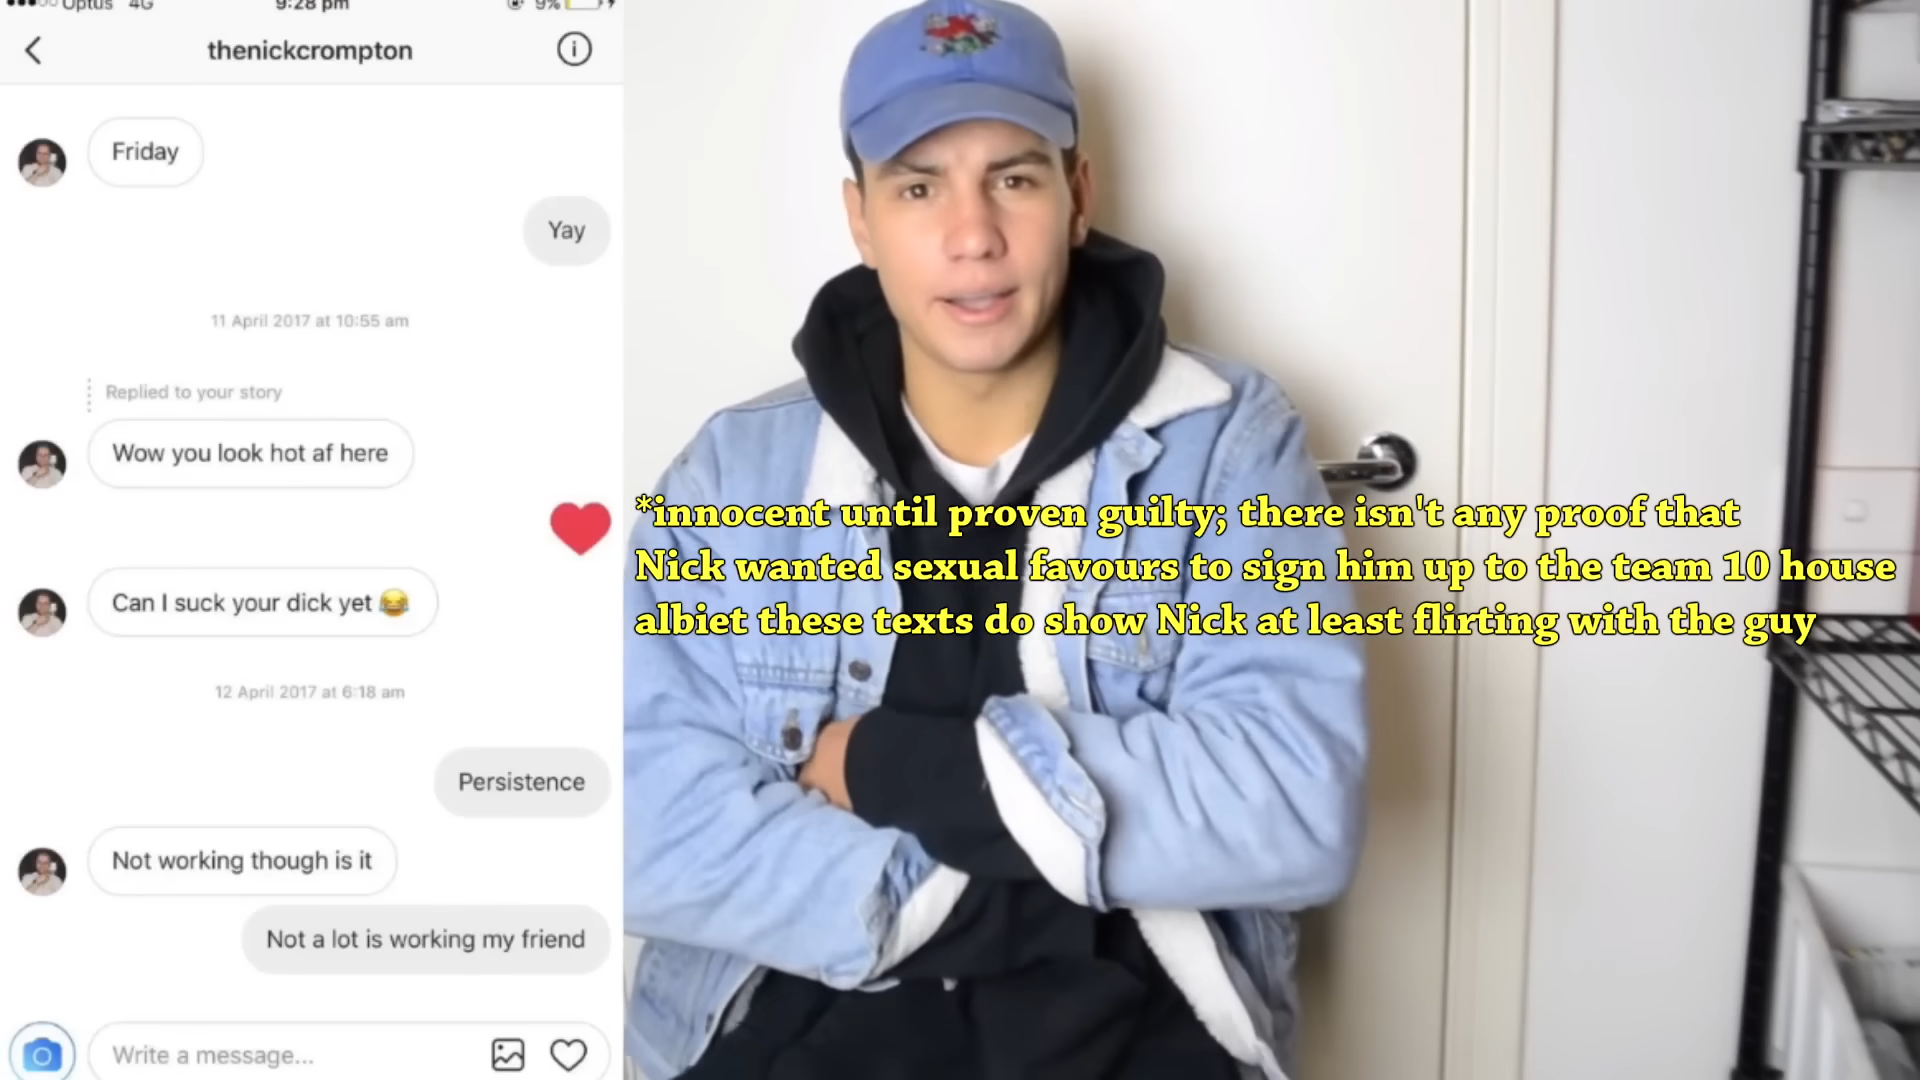 Optus 4G 9:28 pm 9%
thenickcrompton
Friday
Yay
11 April 2017 at 10:55 am
Replied to your story
Wow you look hot af here
Can I suck your dick yet 😂
12 April 2017 at 6:18 am
Persistence
Not working though is it
Not a lot is working my friend
Write a message...
*innocent until proven guilty; there isn't any proof that
Nick wanted sexual favours to sign him up to the team 10 house
albiet these texts do show Nick at least flirting with the guy